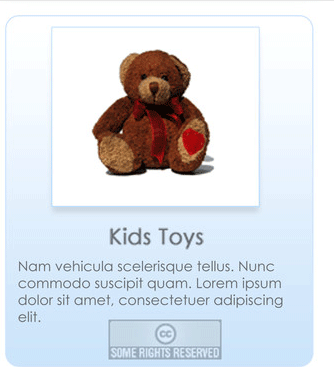 Kids Toys
Nam vehicula scelerisque tellus. Nunc
commodo suscipit quam. Lorem ipsum
dolor sit amet, consectetuer adipiscing
elit.
cc
SOME RIGHTS RESERVED